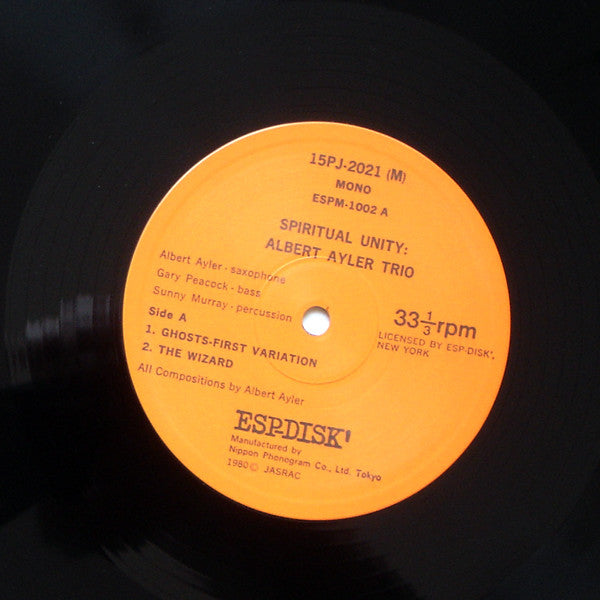 15PJ-2021 (M)
MONO
ESPM-1002 A
SPIRITUAL UNITY:
ALBERT AYLER TRIO
Albert Ayler - saxophone
Gary Peacock - bass
Sunny Murray - percussion
Side A
1. GHOSTS-FIRST VARIATION
2. THE WIZARD
All Compositions by Albert Ayler
33 1/3 rpm
LICENSED BY ESP-DISK'.
NEW YORK
ESP-DISK'
Manufactured by
Nippon Phonogram Co., Ltd. Tokyo
1980 © JASRAC